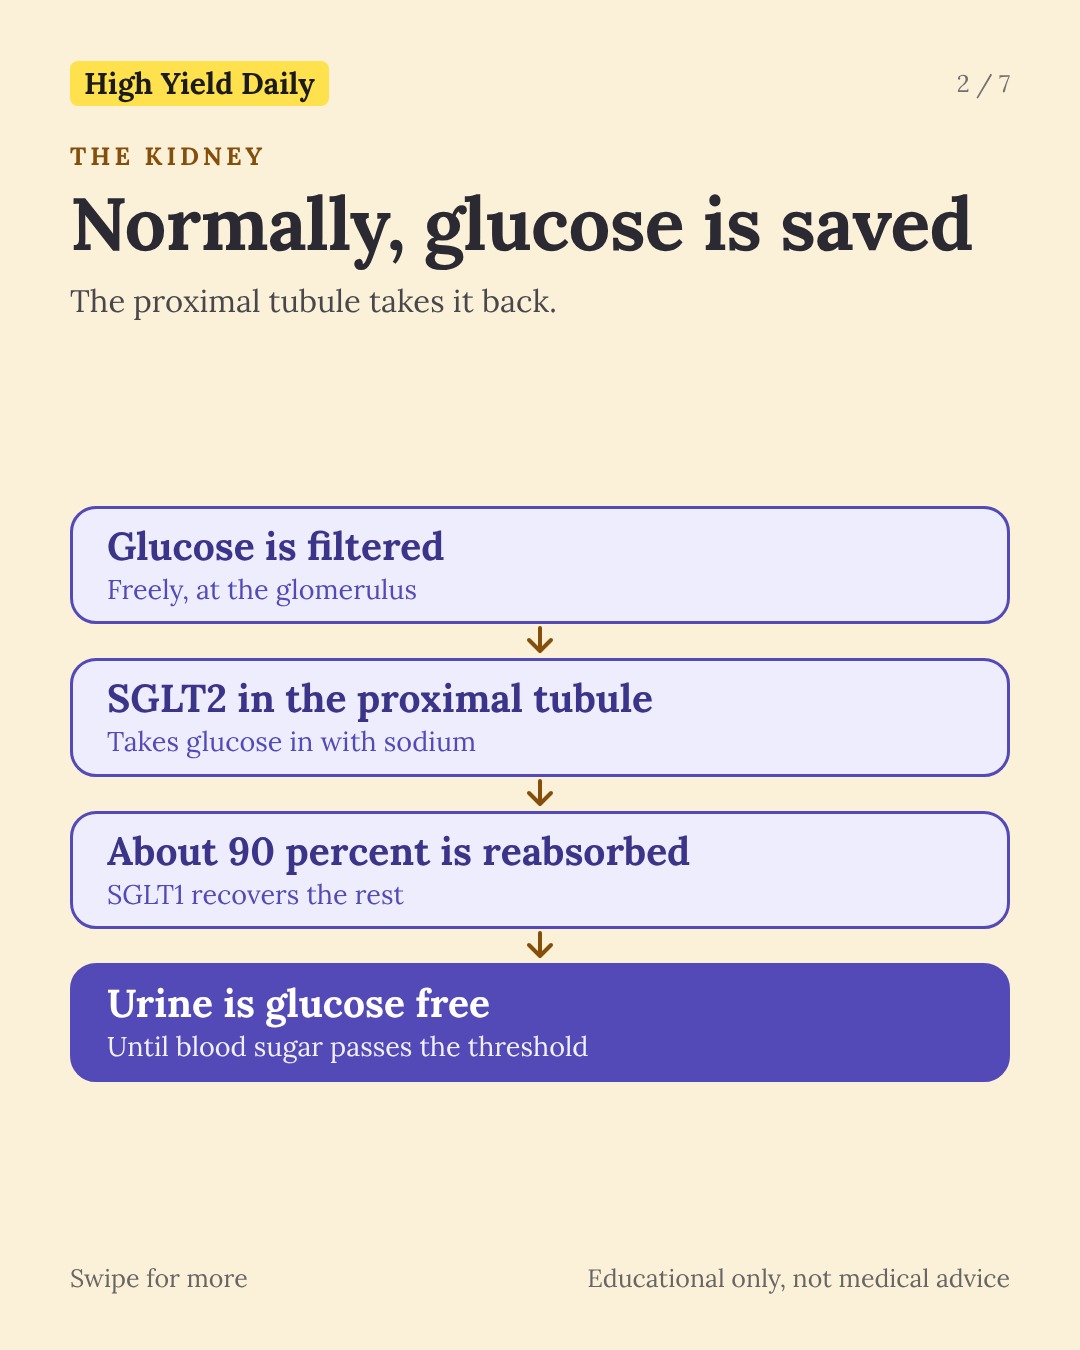 High Yield Daily
2 / 7
THE KIDNEY
Normally, glucose is saved
The proximal tubule takes it back.
Glucose is filtered
Freely, at the glomerulus
SGLT2 in the proximal tubule
Takes glucose in with sodium
About 90 percent is reabsorbed
SGLT1 recovers the rest
Urine is glucose free
Until blood sugar passes the threshold
Swipe for more
Educational only, not medical advice